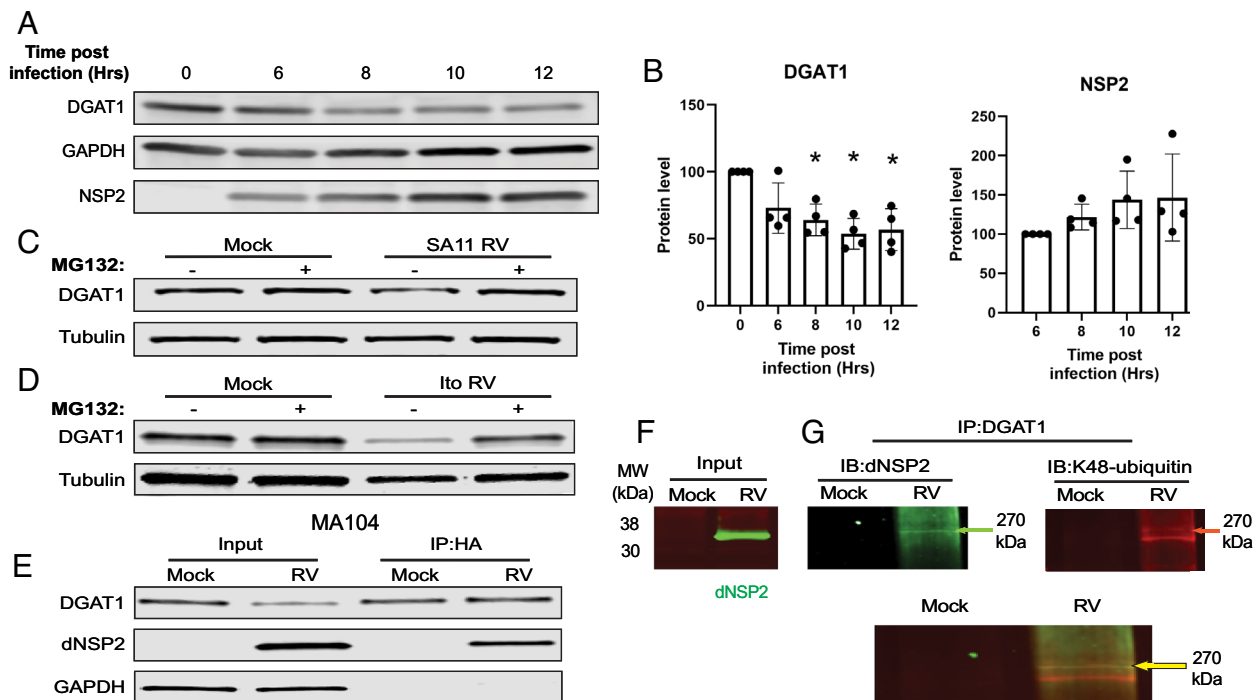 A
Time post
infection (Hrs) 0 6 8 10 12
DGAT1
GAPDH
NSP2
B
DGAT1
Protein level
150
100
50
0
* * *
0 6 8 10 12
Time post
infection (Hrs)
NSP2
Protein level
250
200
150
100
50
0
6 8 10 12
Time post
infection (Hrs)
C
Mock SA11 RV
MG132: - + - +
DGAT1
Tubulin
D
Mock Ito RV
MG132: - + - +
DGAT1
Tubulin
MA104
E
Input IP:HA
Mock RV Mock RV
DGAT1
dNSP2
GAPDH
F
MW
(kDa)
Input
Mock RV
38
30
dNSP2
G
IP:DGAT1
IB:dNSP2 IB:K48-ubiquitin
Mock RV Mock RV
270
kDa
270
kDa
Mock RV
270
kDa